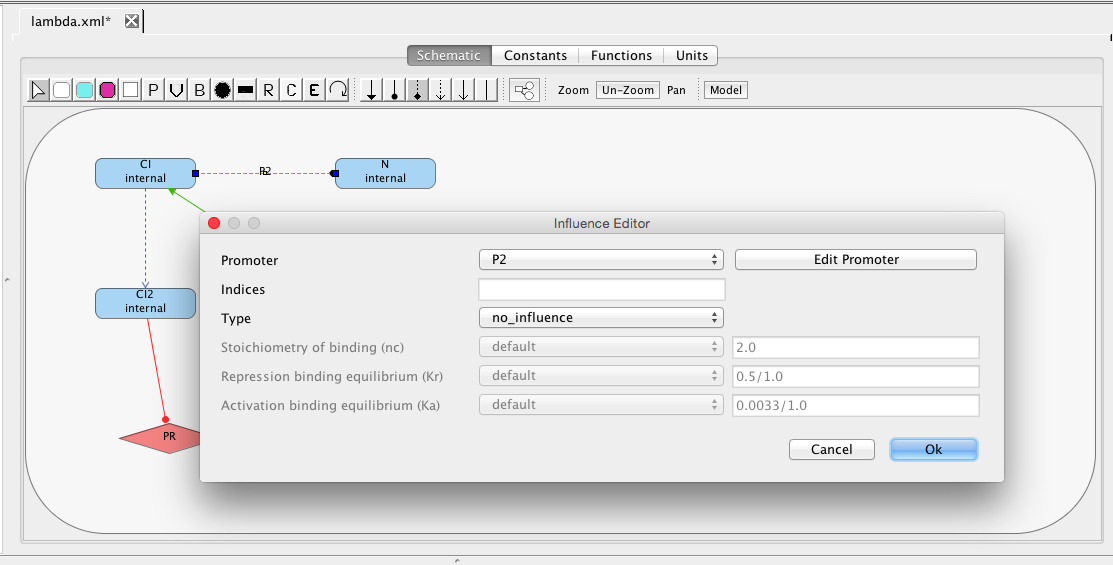 lambda.xml*
Schematic Constants Functions Units
P V B R C E Zoom Un-Zoom Pan Model
CI
internal
P2
N
internal
CI2
internal
PR
Influence Editor
Promoter P2 Edit Promoter
Indices
Type no_influence
Stoichiometry of binding (nc) default 2.0
Repression binding equilibrium (Kr) default 0.5/1.0
Activation binding equilibrium (Ka) default 0.0033/1.0
Cancel Ok